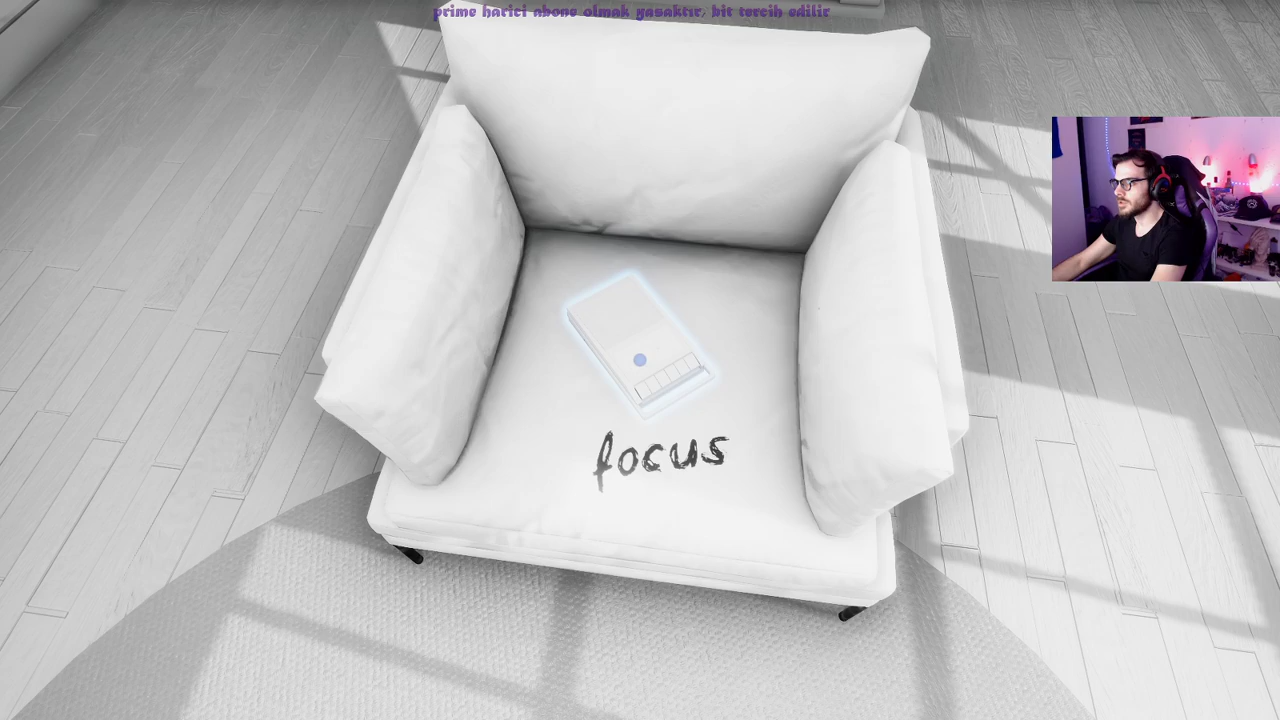 prime harici abone olmak yasaktır, bit tercih edilir
focus